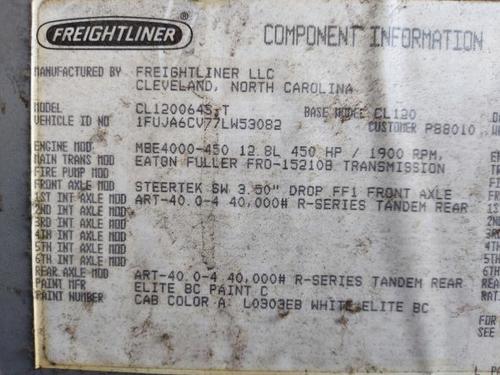 FREIGHTLINER
COMPONENT INFORMATION
MANUFACTURED BY FREIGHTLINER LLC
CLEVELAND, NORTH CAROLINA
MODEL CL120064S,T BASE MODEL CL120
VEHICLE ID NO 1FUJA6CV77LW53082 CUSTOMER P88010
ENGINE MOD MBE4000-450 12.8L 450 HP / 1900 RPM,
MAIN TRANS MOD EATON FULLER FRO-15210B TRANSMISSION
FIRE PUMP MOD
FRONT AXLE MOD STEERTEK SW 3.50" DROP FF1 FRONT AXLE
1ST INT AXLE MOD ART-40.0-4 40,000# R-SERIES TANDEM REAR
2ND INT AXLE MOD
3RD INT AXLE MOD
4TH INT AXLE MOD
5TH INT AXLE MOD
6TH INT AXLE MOD
REAR AXLE MOD ART-40.0-4 40,000# R-SERIES TANDEM REAR
PAINT MFR ELITE BC PAINT C
PAINT NUMBER CAB COLOR A: L0303EB WHITE ELITE BC
FOR
SEE